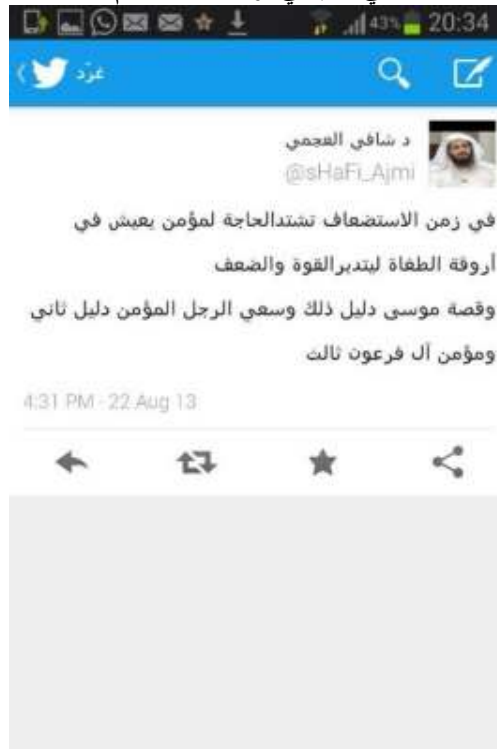 43% 20:34
غرّد
د شافي العجمي
@sHaFi_Ajmi
في زمن الاستضعاف تشتدالحاجة لمؤمن يعيش في
أروقة الطغاة ليتدبرالقوة والضعف
وقصة موسى دليل ذلك وسعي الرجل المؤمن دليل ثاني
ومؤمن آل فرعون ثالث
4:31 PM - 22 Aug 13